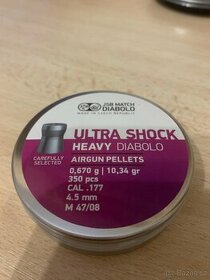 JSB MATCH
DIABOLO
MADE IN CZECH REPUBLIC
ULTRA SHOCK
HEAVY DIABOLO
CAREFULLY
SELECTED
AIRGUN PELLETS
0,670 g | 10,34 gr
350 pcs
CAL .177
4.5 mm
M 47/08